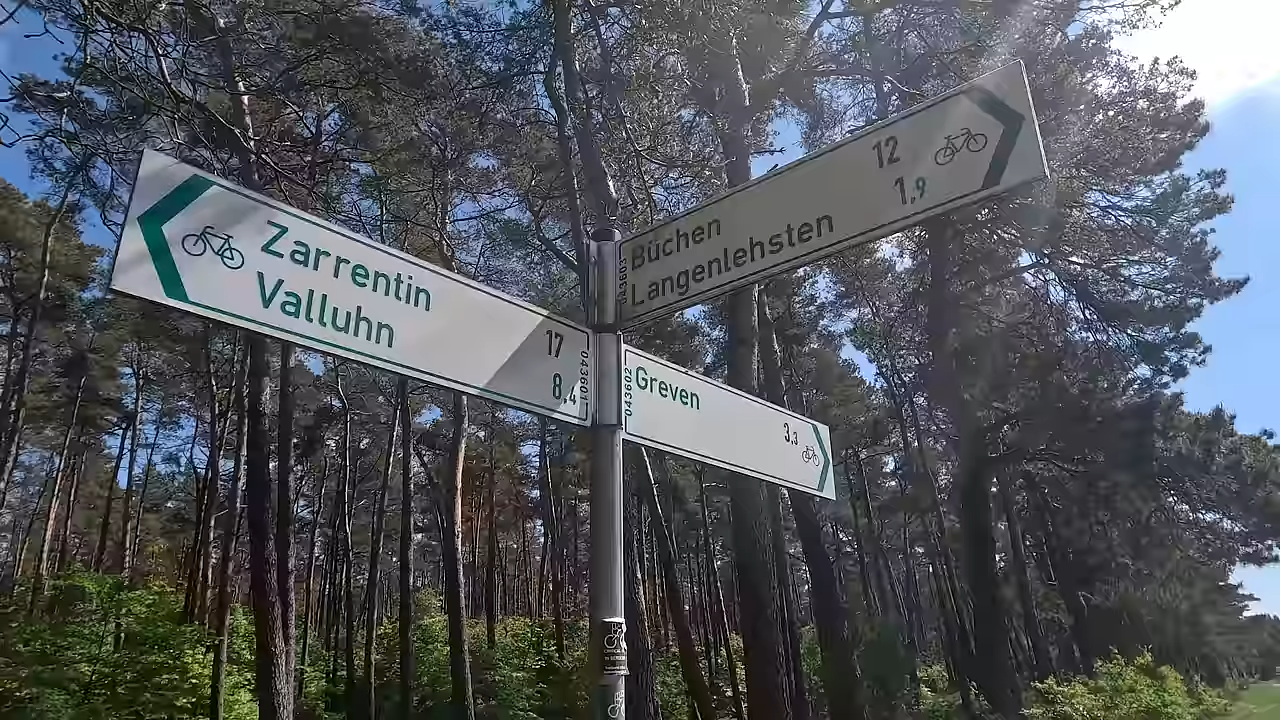 Zarrentin 17
Valluhn 8,4
043601
Büchen 12
Langenlehsten 1,9
043603
Greven 3,3
043602